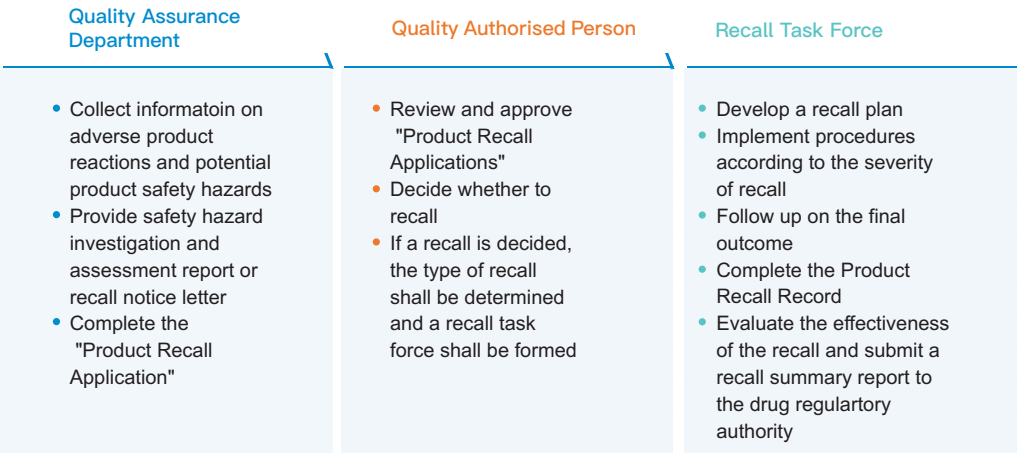 Quality Assurance
Department
• Collect informatoin on
adverse product
reactions and potential
product safety hazards
• Provide safety hazard
investigation and
assessment report or
recall notice letter
• Complete the
"Product Recall
Application"
Quality Authorised Person
• Review and approve
"Product Recall
Applications"
• Decide whether to
recall
• If a recall is decided,
the type of recall
shall be determined
and a recall task
force shall be formed
Recall Task Force
• Develop a recall plan
• Implement procedures
according to the severity
of recall
• Follow up on the final
outcome
• Complete the Product
Recall Record
• Evaluate the effectiveness
of the recall and submit a
recall summary report to
the drug regulartory
authority